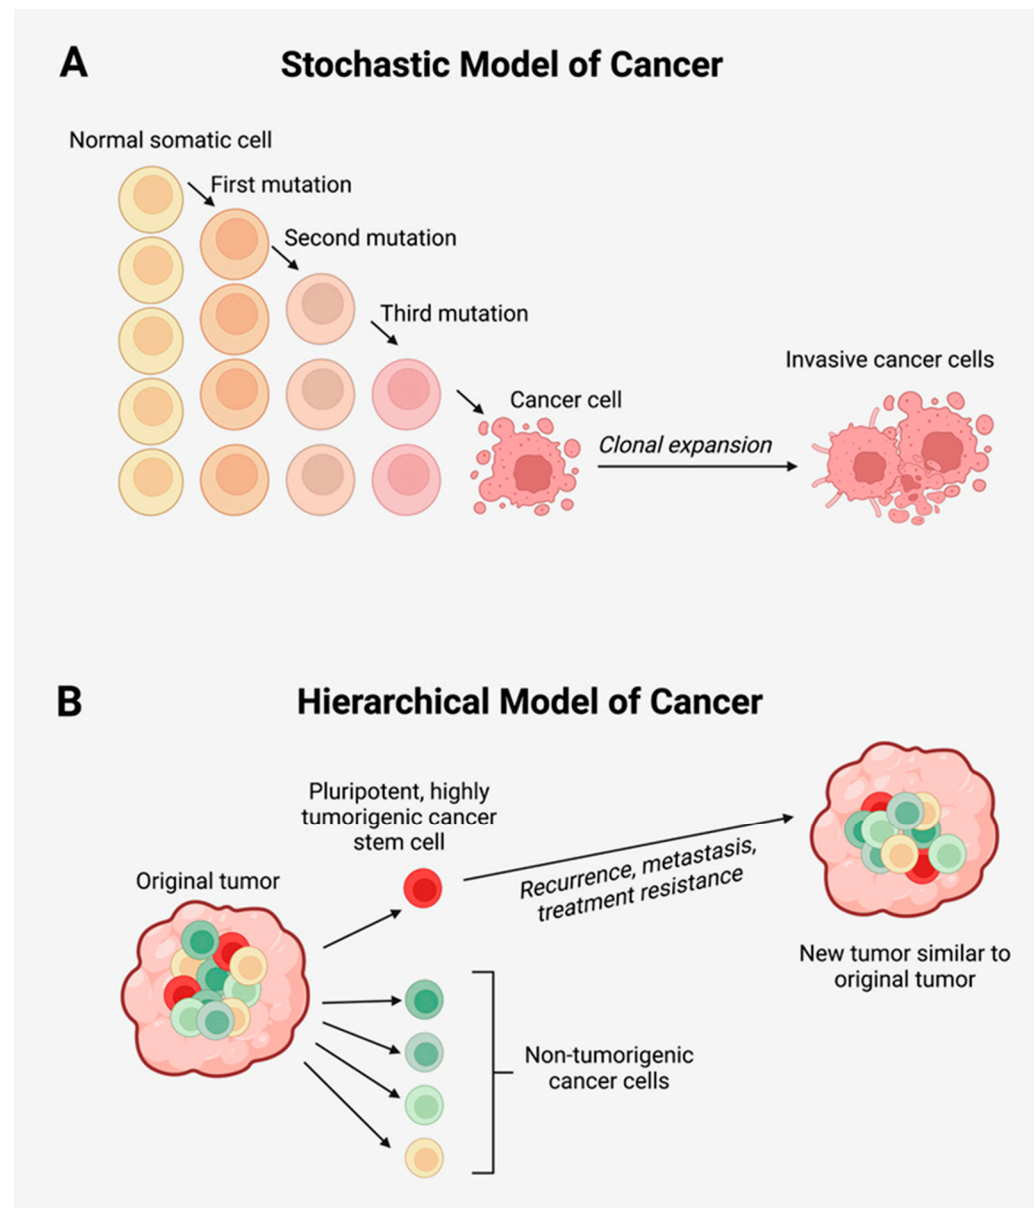 A
Stochastic Model of Cancer
Normal somatic cell
First mutation
Second mutation
Third mutation
Cancer cell
Clonal expansion
Invasive cancer cells
B
Hierarchical Model of Cancer
Pluripotent, highly
tumorigenic cancer
stem cell
Original tumor
Recurrence, metastasis,
treatment resistance
New tumor similar to
original tumor
Non-tumorigenic
cancer cells